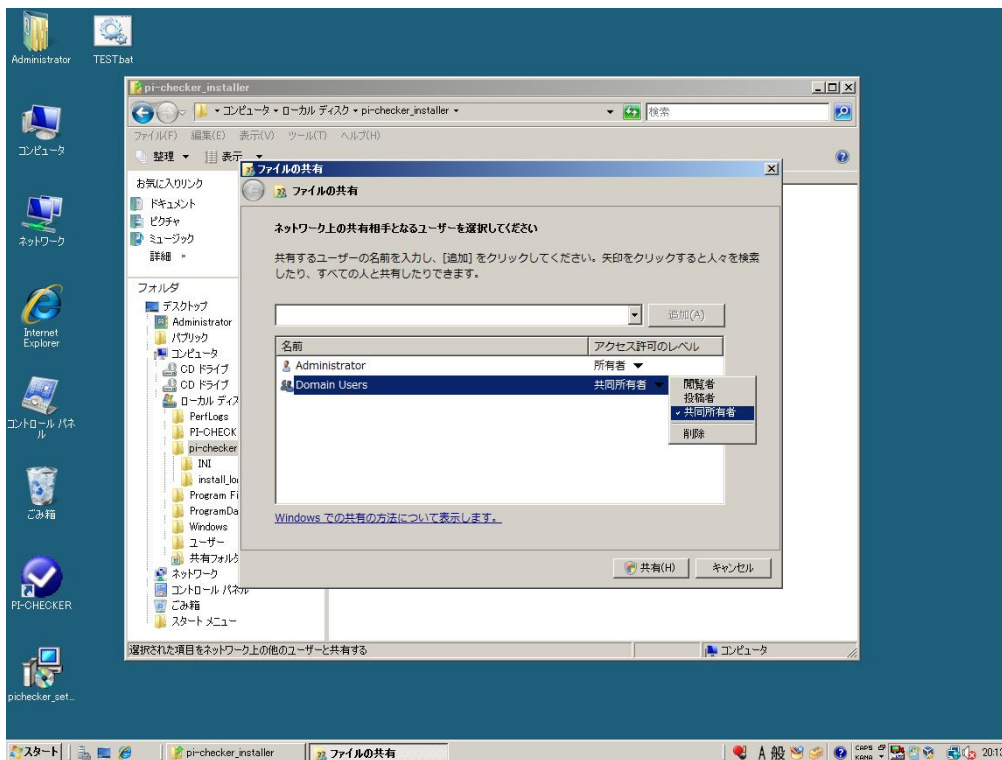 Administrator
TEST.bat
コンピュータ
ネットワーク
Internet
Explorer
コントロール パネ
ル
ごみ箱
PI-CHECKER
pichecker_set...
pi-checker_installer
コンピュータ ローカル ディスク pi-checker_installer
検索
ファイル(F) 編集(E) 表示(V) ツール(T) ヘルプ(H)
整理 表示
お気に入りリンク
ドキュメント
ピクチャ
ミュージック
詳細 »
フォルダ
デスクトップ
Administrator
パブリック
コンピュータ
CD ドライブ
CD ドライブ
ローカル ディス
PerfLogs
PI-CHECK
pi-checker
INI
install_lo
Program Fi
ProgramDa
Windows
ユーザー
共有フォルダ
ネットワーク
コントロール パネル
ごみ箱
スタート メニュー
ファイルの共有
ファイルの共有
ネットワーク上の共有相手となるユーザーを選択してください
共有するユーザーの名前を入力し、[追加] をクリックしてください。矢印をクリックすると人々を検索
したり、すべての人と共有したりできます。
追加(A)
名前 アクセス許可のレベル
Administrator 所有者
Domain Users 共同所有者
閲覧者
投稿者
共同所有者
削除
Windows での共有の方法について表示します。
共有(H) キャンセル
選択された項目をネットワーク上の他のユーザーと共有する
コンピュータ
スタート
pi-checker_installer
ファイルの共有
A 般
CAPS
KANA
20:13